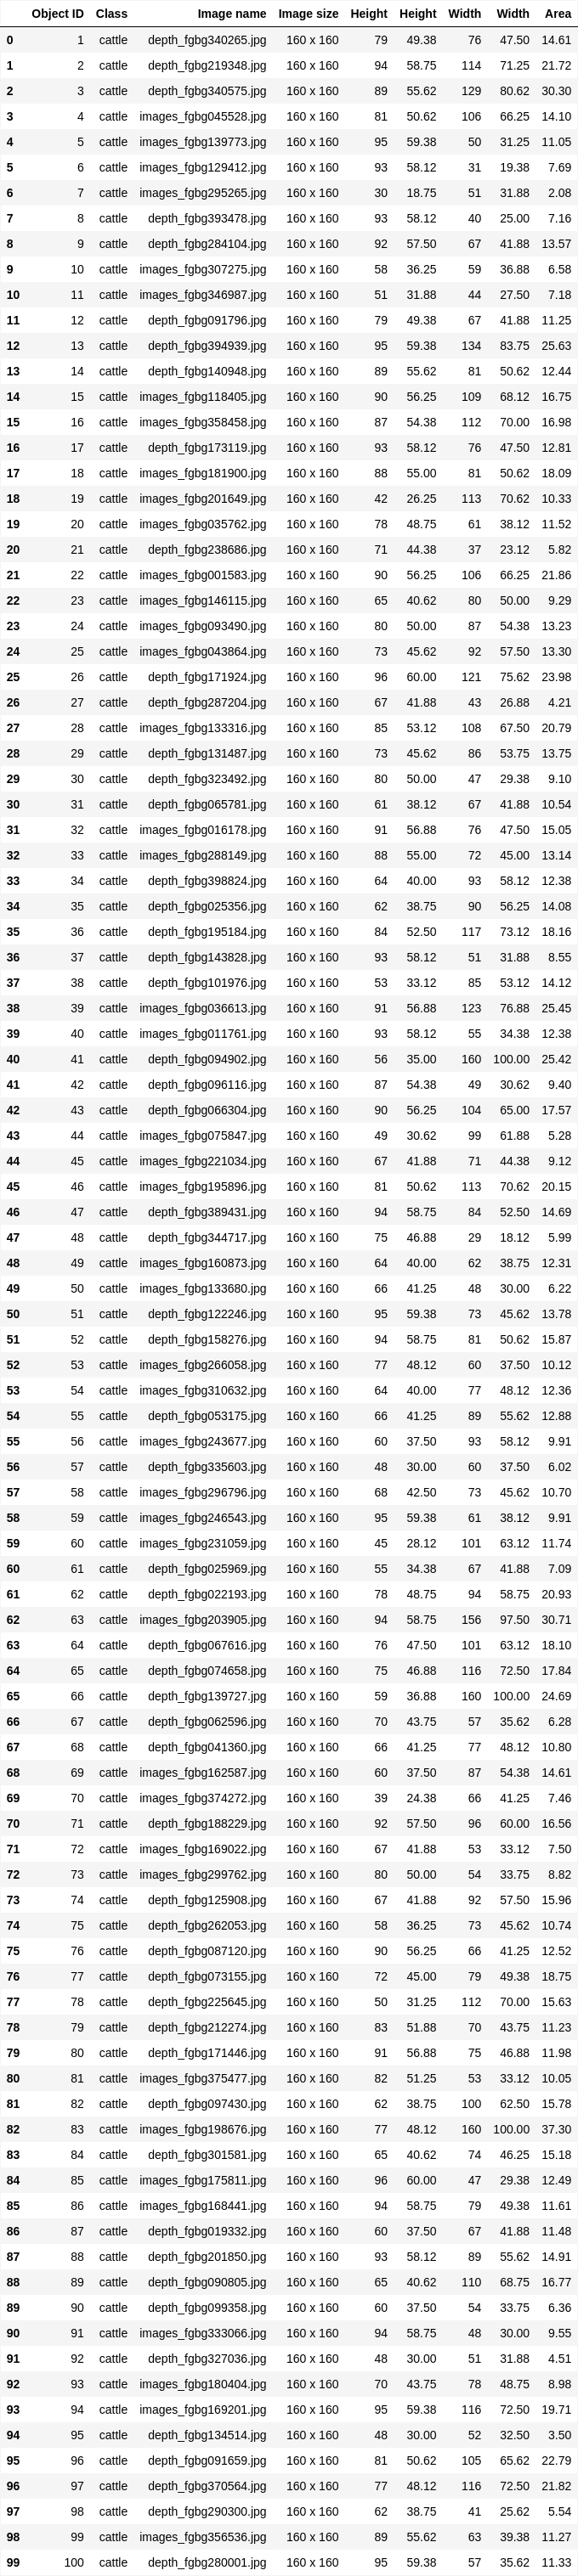 Object ID Class Image name Image size Height Height Width Width Area
0 1 cattle depth_fgbg340265.jpg 160 x 160 79 49.38 76 47.50 14.61
1 2 cattle depth_fgbg219348.jpg 160 x 160 94 58.75 114 71.25 21.72
2 3 cattle depth_fgbg340575.jpg 160 x 160 89 55.62 129 80.62 30.30
3 4 cattle images_fgbg045528.jpg 160 x 160 81 50.62 106 66.25 14.10
4 5 cattle images_fgbg139773.jpg 160 x 160 95 59.38 50 31.25 11.05
5 6 cattle images_fgbg129412.jpg 160 x 160 93 58.12 31 19.38 7.69
6 7 cattle images_fgbg295265.jpg 160 x 160 30 18.75 51 31.88 2.08
7 8 cattle depth_fgbg393478.jpg 160 x 160 93 58.12 40 25.00 7.16
8 9 cattle depth_fgbg284104.jpg 160 x 160 92 57.50 67 41.88 13.57
9 10 cattle images_fgbg307275.jpg 160 x 160 58 36.25 59 36.88 6.58
10 11 cattle images_fgbg346987.jpg 160 x 160 51 31.88 44 27.50 7.18
11 12 cattle depth_fgbg091796.jpg 160 x 160 79 49.38 67 41.88 11.25
12 13 cattle depth_fgbg394939.jpg 160 x 160 95 59.38 134 83.75 25.63
13 14 cattle depth_fgbg140948.jpg 160 x 160 89 55.62 81 50.62 12.44
14 15 cattle images_fgbg118405.jpg 160 x 160 90 56.25 109 68.12 16.75
15 16 cattle images_fgbg358458.jpg 160 x 160 87 54.38 112 70.00 16.98
16 17 cattle depth_fgbg173119.jpg 160 x 160 93 58.12 76 47.50 12.81
17 18 cattle images_fgbg181900.jpg 160 x 160 88 55.00 81 50.62 18.09
18 19 cattle images_fgbg201649.jpg 160 x 160 42 26.25 113 70.62 10.33
19 20 cattle images_fgbg035762.jpg 160 x 160 78 48.75 61 38.12 11.52
20 21 cattle depth_fgbg238686.jpg 160 x 160 71 44.38 37 23.12 5.82
21 22 cattle images_fgbg001583.jpg 160 x 160 90 56.25 106 66.25 21.86
22 23 cattle images_fgbg146115.jpg 160 x 160 65 40.62 80 50.00 9.29
23 24 cattle images_fgbg093490.jpg 160 x 160 80 50.00 87 54.38 13.23
24 25 cattle images_fgbg043864.jpg 160 x 160 73 45.62 92 57.50 13.30
25 26 cattle depth_fgbg171924.jpg 160 x 160 96 60.00 121 75.62 23.98
26 27 cattle depth_fgbg287204.jpg 160 x 160 67 41.88 43 26.88 4.21
27 28 cattle images_fgbg133316.jpg 160 x 160 85 53.12 108 67.50 20.79
28 29 cattle depth_fgbg131487.jpg 160 x 160 73 45.62 86 53.75 13.75
29 30 cattle depth_fgbg323492.jpg 160 x 160 80 50.00 47 29.38 9.10
30 31 cattle depth_fgbg065781.jpg 160 x 160 61 38.12 67 41.88 10.54
31 32 cattle images_fgbg016178.jpg 160 x 160 91 56.88 76 47.50 15.05
32 33 cattle images_fgbg288149.jpg 160 x 160 88 55.00 72 45.00 13.14
33 34 cattle depth_fgbg398824.jpg 160 x 160 64 40.00 93 58.12 12.38
34 35 cattle depth_fgbg025356.jpg 160 x 160 62 38.75 90 56.25 14.08
35 36 cattle depth_fgbg195184.jpg 160 x 160 84 52.50 117 73.12 18.16
36 37 cattle depth_fgbg143828.jpg 160 x 160 93 58.12 51 31.88 8.55
37 38 cattle depth_fgbg101976.jpg 160 x 160 53 33.12 85 53.12 14.12
38 39 cattle images_fgbg036613.jpg 160 x 160 91 56.88 123 76.88 25.45
39 40 cattle images_fgbg011761.jpg 160 x 160 93 58.12 55 34.38 12.38
40 41 cattle depth_fgbg094902.jpg 160 x 160 56 35.00 160 100.00 25.42
41 42 cattle depth_fgbg096116.jpg 160 x 160 87 54.38 49 30.62 9.40
42 43 cattle depth_fgbg066304.jpg 160 x 160 90 56.25 104 65.00 17.57
43 44 cattle images_fgbg075847.jpg 160 x 160 49 30.62 99 61.88 5.28
44 45 cattle images_fgbg221034.jpg 160 x 160 67 41.88 71 44.38 9.12
45 46 cattle images_fgbg195896.jpg 160 x 160 81 50.62 113 70.62 20.15
46 47 cattle depth_fgbg389431.jpg 160 x 160 94 58.75 84 52.50 14.69
47 48 cattle depth_fgbg344717.jpg 160 x 160 75 46.88 29 18.12 5.99
48 49 cattle images_fgbg160873.jpg 160 x 160 64 40.00 62 38.75 12.31
49 50 cattle images_fgbg133680.jpg 160 x 160 66 41.25 48 30.00 6.22
50 51 cattle depth_fgbg122246.jpg 160 x 160 95 59.38 73 45.62 13.78
51 52 cattle depth_fgbg158276.jpg 160 x 160 94 58.75 81 50.62 15.87
52 53 cattle images_fgbg266058.jpg 160 x 160 77 48.12 60 37.50 10.12
53 54 cattle images_fgbg310632.jpg 160 x 160 64 40.00 77 48.12 12.36
54 55 cattle depth_fgbg053175.jpg 160 x 160 66 41.25 89 55.62 12.88
55 56 cattle images_fgbg243677.jpg 160 x 160 60 37.50 93 58.12 9.91
56 57 cattle depth_fgbg335603.jpg 160 x 160 48 30.00 60 37.50 6.02
57 58 cattle images_fgbg296796.jpg 160 x 160 68 42.50 73 45.62 10.70
58 59 cattle images_fgbg246543.jpg 160 x 160 95 59.38 61 38.12 9.91
59 60 cattle images_fgbg231059.jpg 160 x 160 45 28.12 101 63.12 11.74
60 61 cattle depth_fgbg025969.jpg 160 x 160 55 34.38 67 41.88 7.09
61 62 cattle depth_fgbg022193.jpg 160 x 160 78 48.75 94 58.75 20.93
62 63 cattle images_fgbg203905.jpg 160 x 160 94 58.75 156 97.50 30.71
63 64 cattle depth_fgbg067616.jpg 160 x 160 76 47.50 101 63.12 18.10
64 65 cattle depth_fgbg074658.jpg 160 x 160 75 46.88 116 72.50 17.84
65 66 cattle depth_fgbg139727.jpg 160 x 160 59 36.88 160 100.00 24.69
66 67 cattle depth_fgbg062596.jpg 160 x 160 70 43.75 57 35.62 6.28
67 68 cattle depth_fgbg041360.jpg 160 x 160 66 41.25 77 48.12 10.80
68 69 cattle images_fgbg162587.jpg 160 x 160 60 37.50 87 54.38 14.61
69 70 cattle images_fgbg374272.jpg 160 x 160 39 24.38 66 41.25 7.46
70 71 cattle depth_fgbg188229.jpg 160 x 160 92 57.50 96 60.00 16.56
71 72 cattle images_fgbg169022.jpg 160 x 160 67 41.88 53 33.12 7.50
72 73 cattle images_fgbg299762.jpg 160 x 160 80 50.00 54 33.75 8.82
73 74 cattle depth_fgbg125908.jpg 160 x 160 67 41.88 92 57.50 15.96
74 75 cattle depth_fgbg262053.jpg 160 x 160 58 36.25 73 45.62 10.74
75 76 cattle depth_fgbg087120.jpg 160 x 160 90 56.25 66 41.25 12.52
76 77 cattle depth_fgbg073155.jpg 160 x 160 72 45.00 79 49.38 18.75
77 78 cattle depth_fgbg225645.jpg 160 x 160 50 31.25 112 70.00 15.63
78 79 cattle depth_fgbg212274.jpg 160 x 160 83 51.88 70 43.75 11.23
79 80 cattle depth_fgbg171446.jpg 160 x 160 91 56.88 75 46.88 11.98
80 81 cattle images_fgbg375477.jpg 160 x 160 82 51.25 53 33.12 10.05
81 82 cattle depth_fgbg097430.jpg 160 x 160 62 38.75 100 62.50 15.78
82 83 cattle images_fgbg198676.jpg 160 x 160 77 48.12 160 100.00 37.30
83 84 cattle depth_fgbg301581.jpg 160 x 160 65 40.62 74 46.25 15.18
84 85 cattle images_fgbg175811.jpg 160 x 160 96 60.00 47 29.38 12.49
85 86 cattle images_fgbg168441.jpg 160 x 160 94 58.75 79 49.38 11.61
86 87 cattle depth_fgbg019332.jpg 160 x 160 60 37.50 67 41.88 11.48
87 88 cattle depth_fgbg201850.jpg 160 x 160 93 58.12 89 55.62 14.91
88 89 cattle depth_fgbg090805.jpg 160 x 160 65 40.62 110 68.75 16.77
89 90 cattle depth_fgbg099358.jpg 160 x 160 60 37.50 54 33.75 6.36
90 91 cattle images_fgbg333066.jpg 160 x 160 94 58.75 48 30.00 9.55
91 92 cattle depth_fgbg327036.jpg 160 x 160 48 30.00 51 31.88 4.51
92 93 cattle images_fgbg180404.jpg 160 x 160 70 43.75 78 48.75 8.98
93 94 cattle images_fgbg169201.jpg 160 x 160 95 59.38 116 72.50 19.71
94 95 cattle depth_fgbg134514.jpg 160 x 160 48 30.00 52 32.50 3.50
95 96 cattle depth_fgbg091659.jpg 160 x 160 81 50.62 105 65.62 22.79
96 97 cattle depth_fgbg370564.jpg 160 x 160 77 48.12 116 72.50 21.82
97 98 cattle depth_fgbg290300.jpg 160 x 160 62 38.75 41 25.62 5.54
98 99 cattle images_fgbg356536.jpg 160 x 160 89 55.62 63 39.38 11.27
99 100 cattle depth_fgbg280001.jpg 160 x 160 95 59.38 57 35.62 11.33